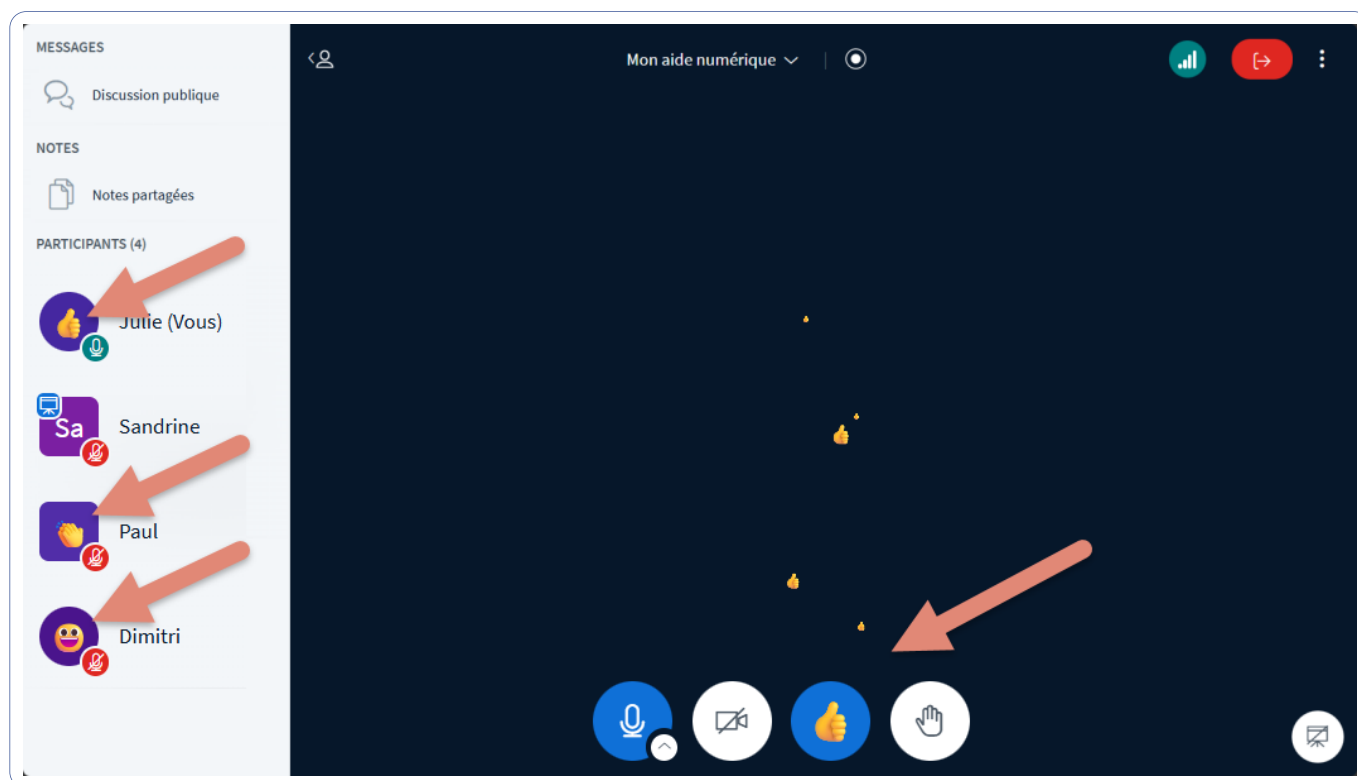 MESSAGES
Discussion publique
NOTES
Notes partagées
PARTICIPANTS (4)
Julie (Vous)
Sa
Sandrine
Paul
Dimitri
Mon aide numérique